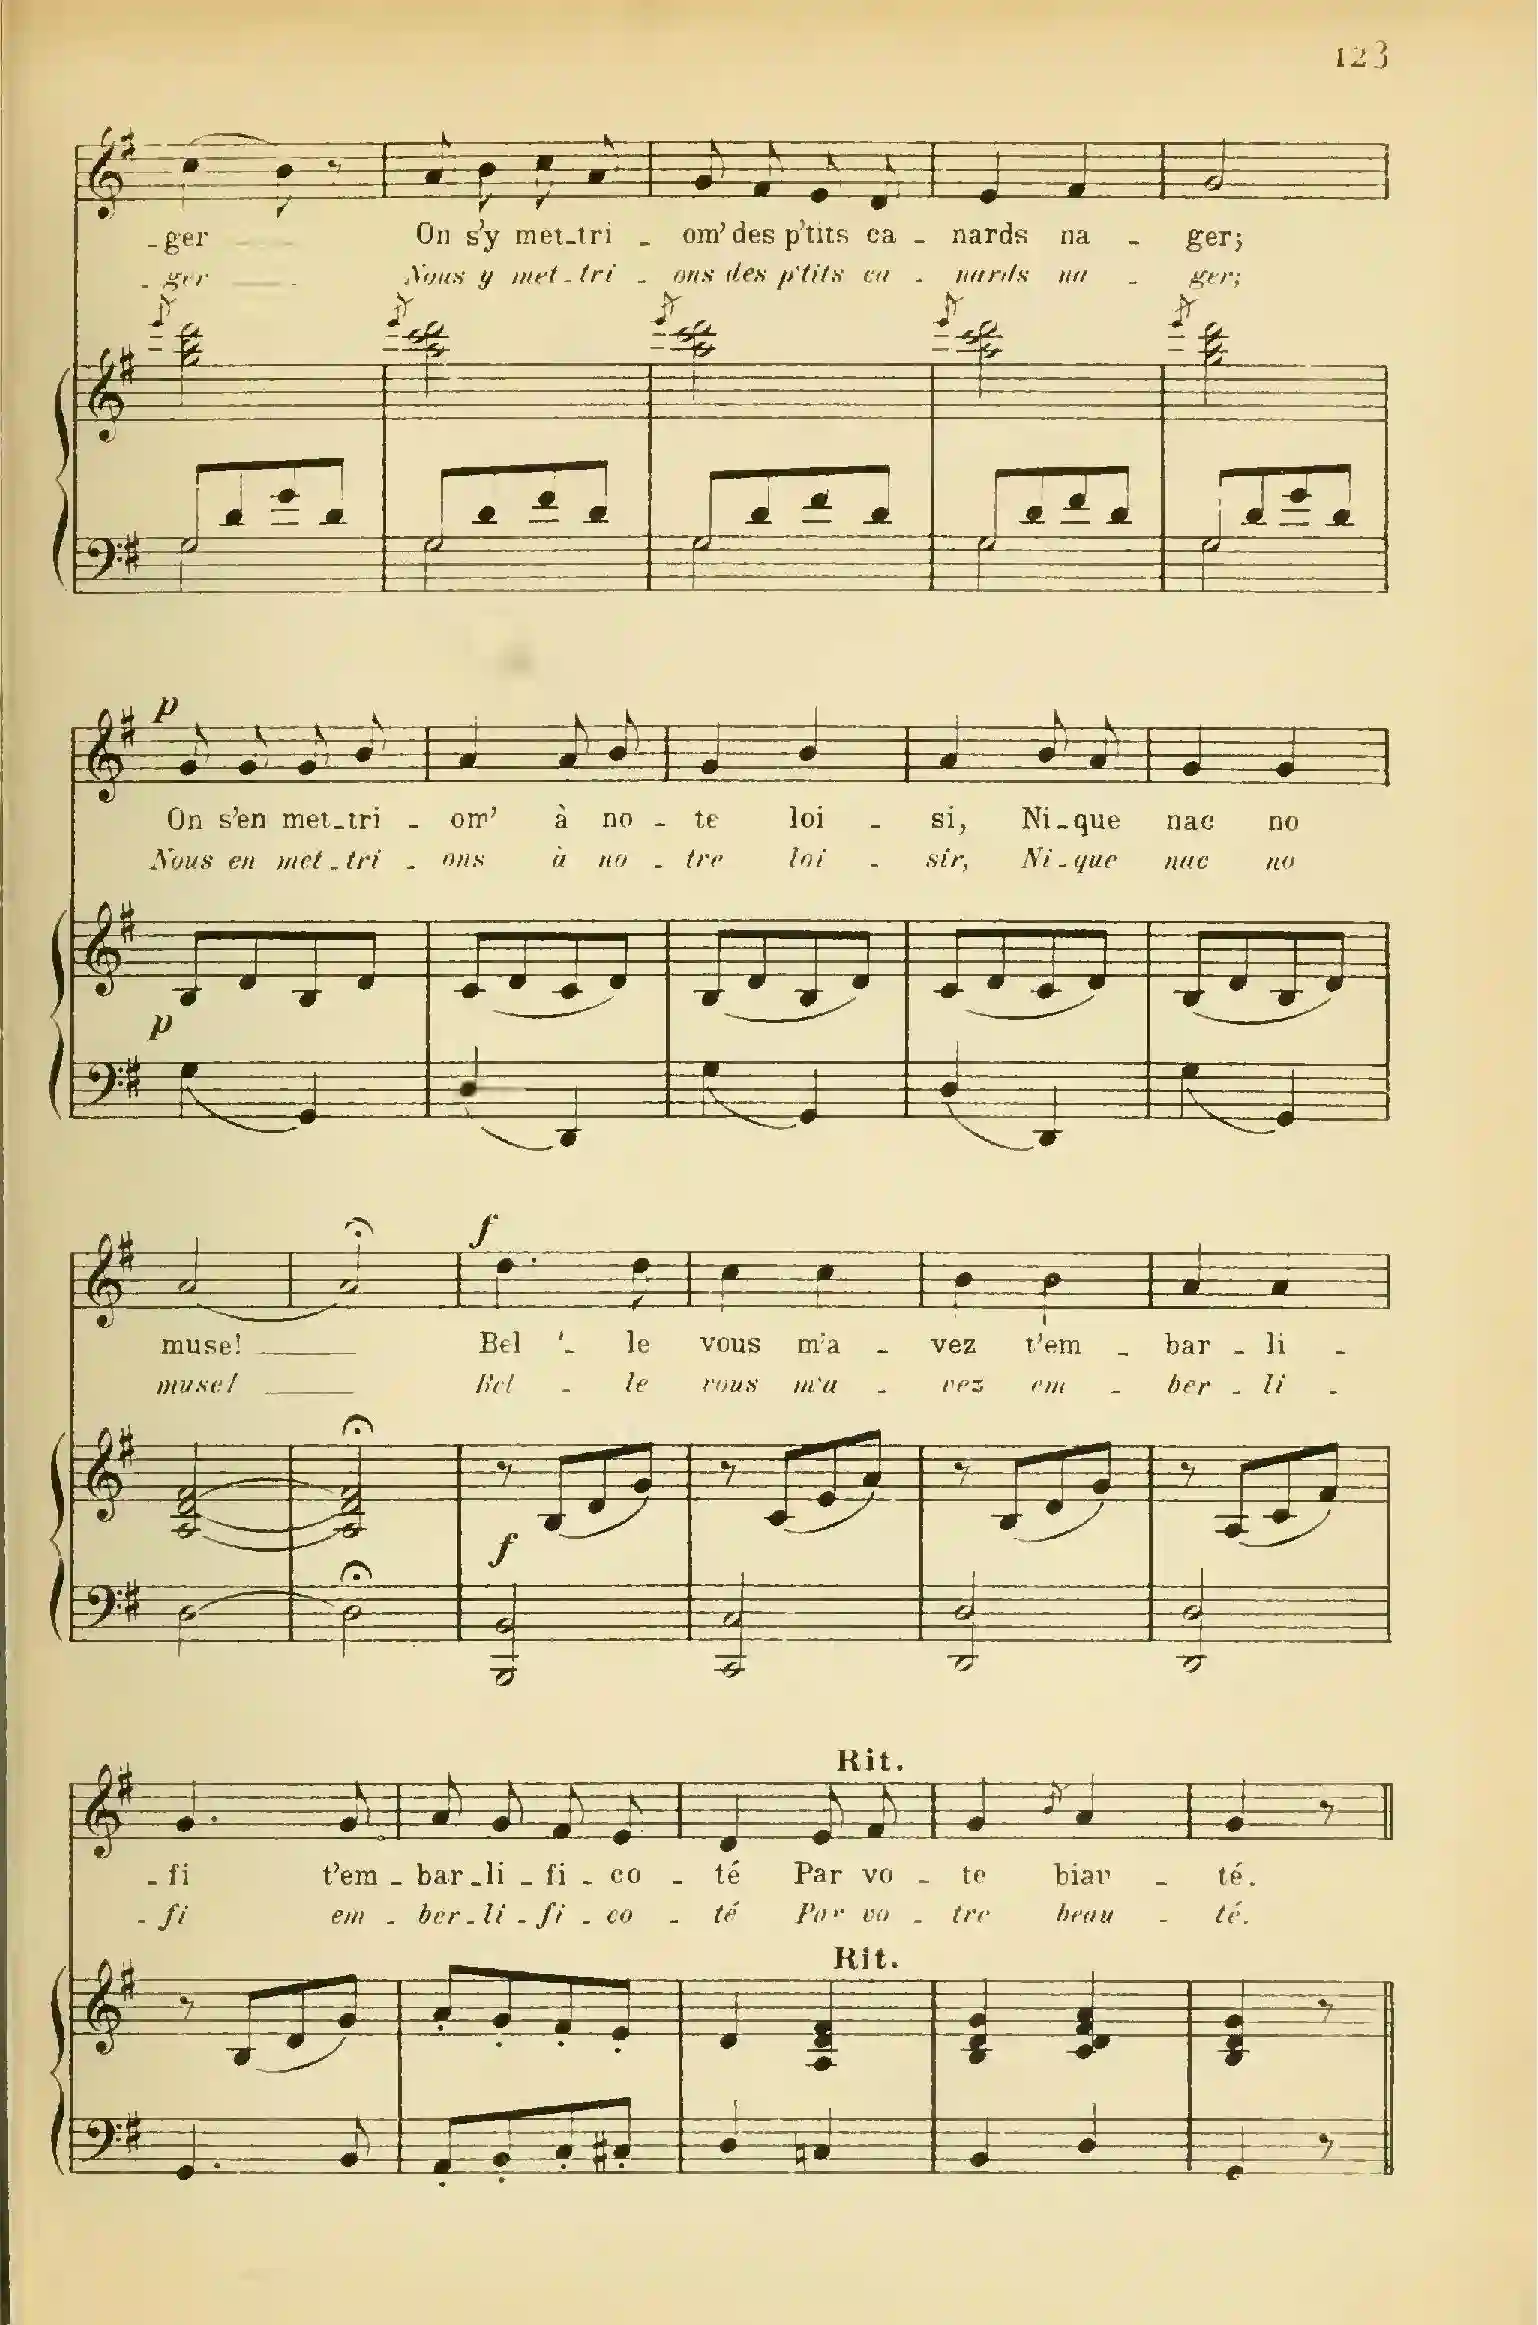 123
-ger On s'y met-tri - om' des p'tits ca - nards na - ger;
-ger Nous y met-tri - ons des p'tits ca - nards na - ger;
p
On s'en met-tri - om' à no - te loi - si, Ni-que nac no
Nous en met-tri - ons à no - tre loi - sir, Ni-que nac no
p
f
muse! Bel - le vous m'a - vez t'em - bar - li -
muse! Bel - le vous m'a - vez em - ber - li -
f
Rit.
-fi t'em - bar-li - fi - co - té Par vo - te biau - té.
-fi em - ber-li-fi - co - té Par vo - tre beau - té.
Rit.